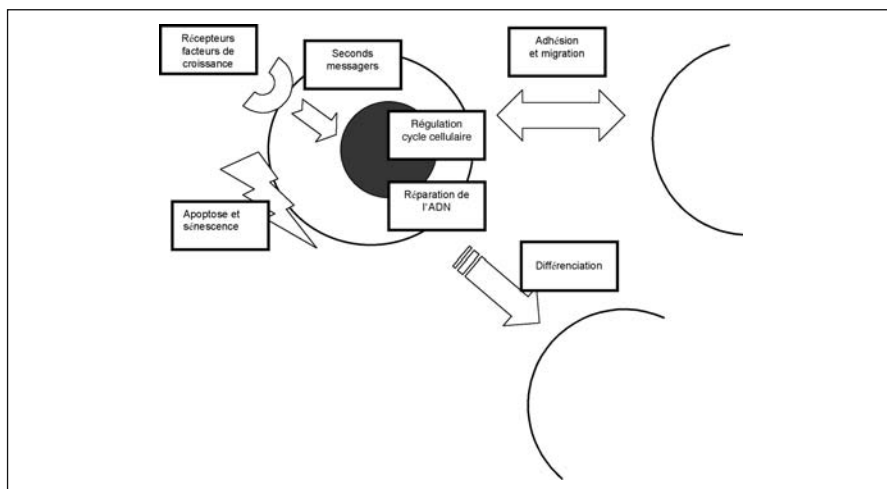 Récepteurs
facteurs de
croissance
Seconds
messagers
Adhésion
et migration
Régulation
cycle cellulaire
Réparation de
l'ADN
Apoptose et
sénescence
Différenciation